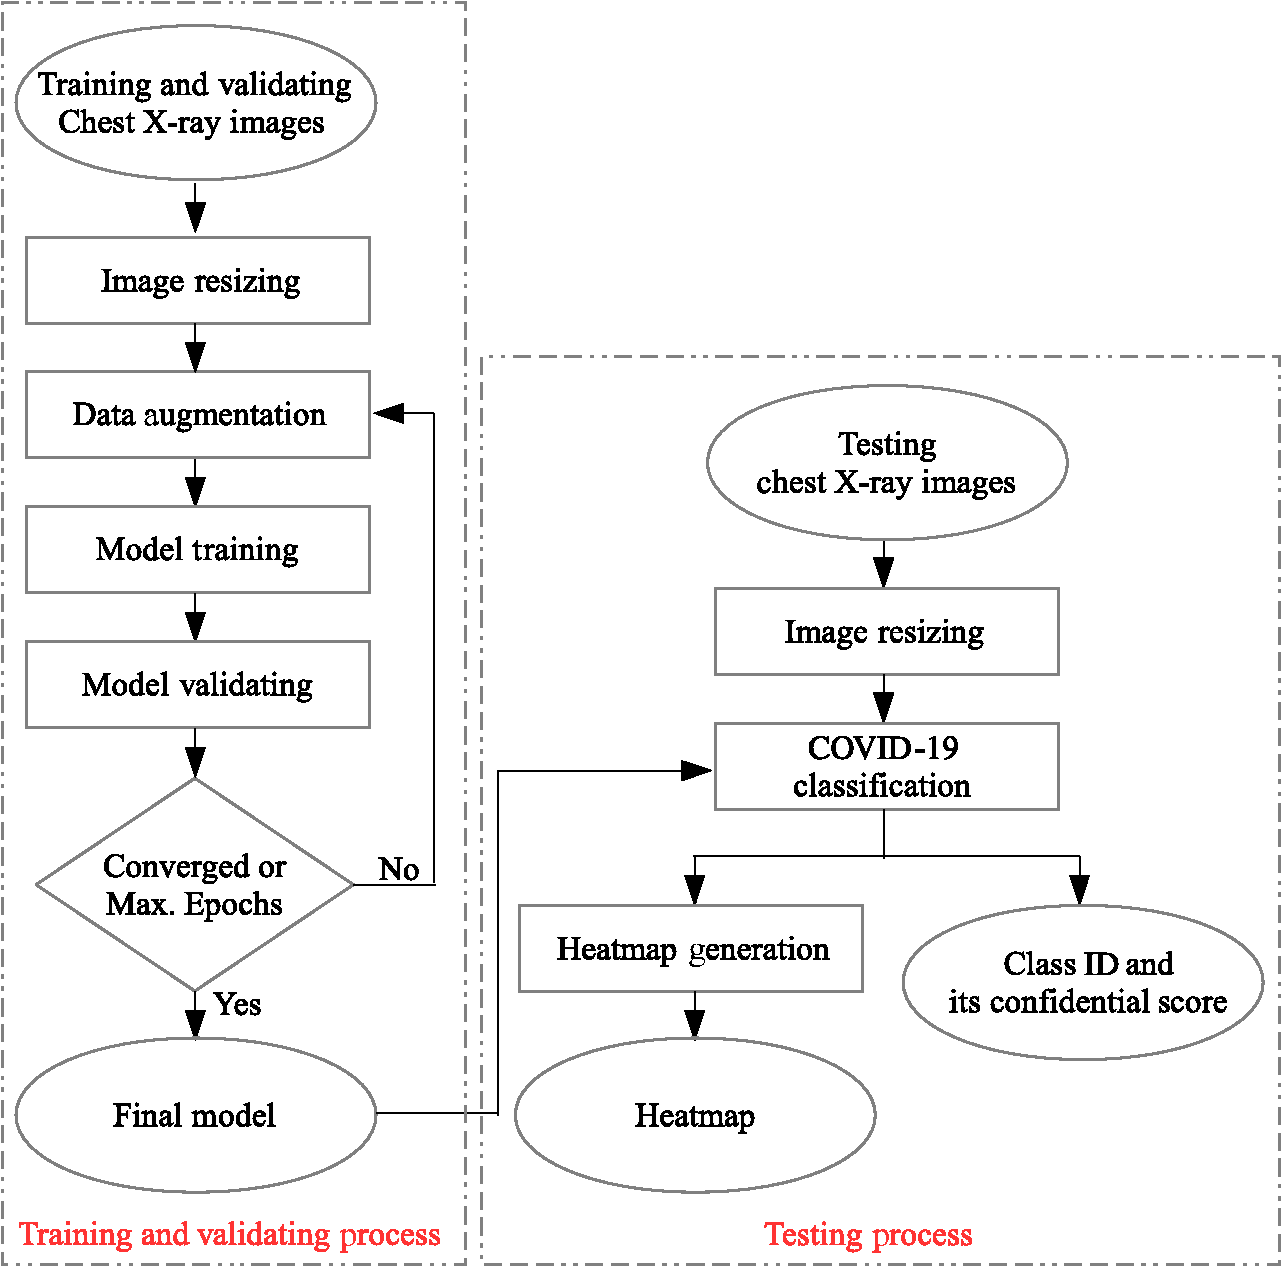 Training and validating
Chest X-ray images
Image resizing
Data augmentation
Model training
Model validating
Converged or
Max. Epochs
No
Yes
Final model
Training and validating process
Testing
chest X-ray images
Image resizing
COVID-19
classification
Heatmap generation
Class ID and
its confidential score
Heatmap
Testing process